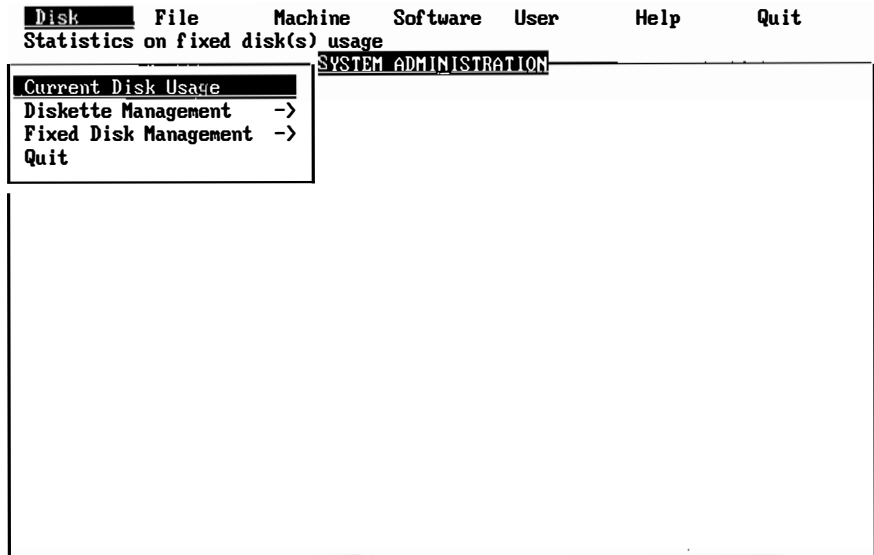 Disk File Machine Software User Help Quit
Statistics on fixed disk(s) usage
SYSTEM ADMINISTRATION
Current Disk Usage
Diskette Management ->
Fixed Disk Management ->
Quit